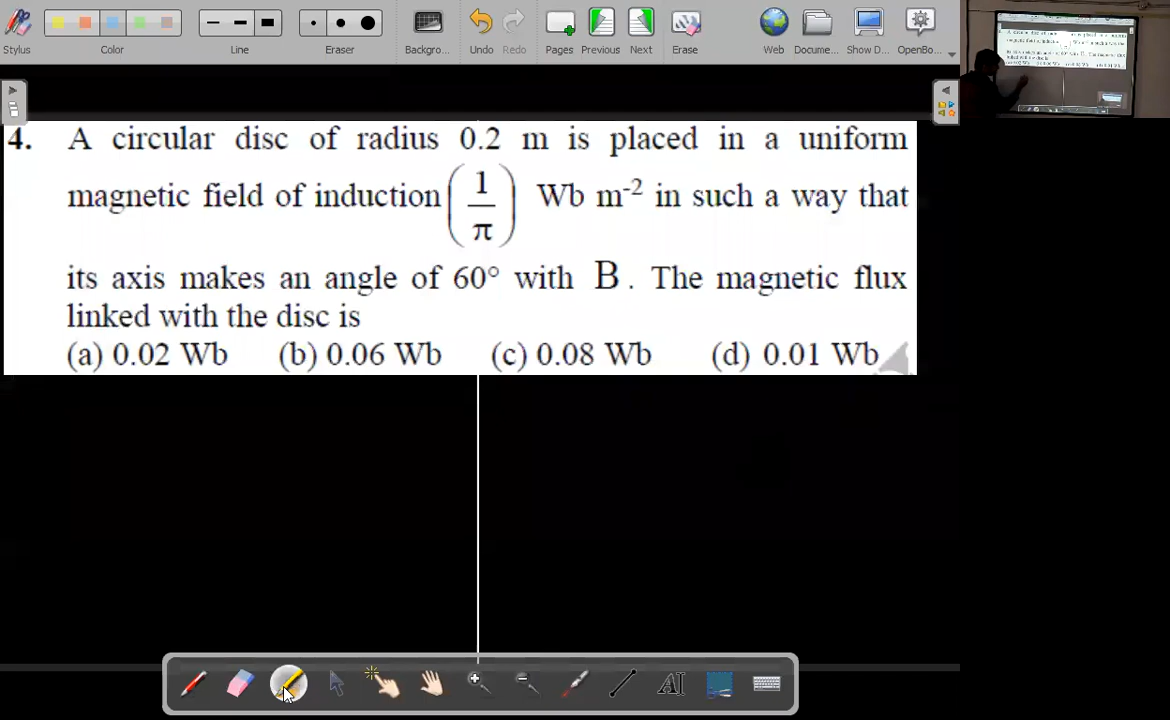 Stylus
Color
Line
Eraser
Backgro...
Undo
Redo
Pages
Previous
Next
Erase
Web
Docume...
Show D...
OpenBo...
4. A circular disc of radius 0.2 m is placed in a uniform
magnetic field of induction (1/π) Wb m⁻² in such a way that
its axis makes an angle of 60° with B. The magnetic flux
linked with the disc is
(a) 0.02 Wb (b) 0.06 Wb (c) 0.08 Wb (d) 0.01 Wb
AI